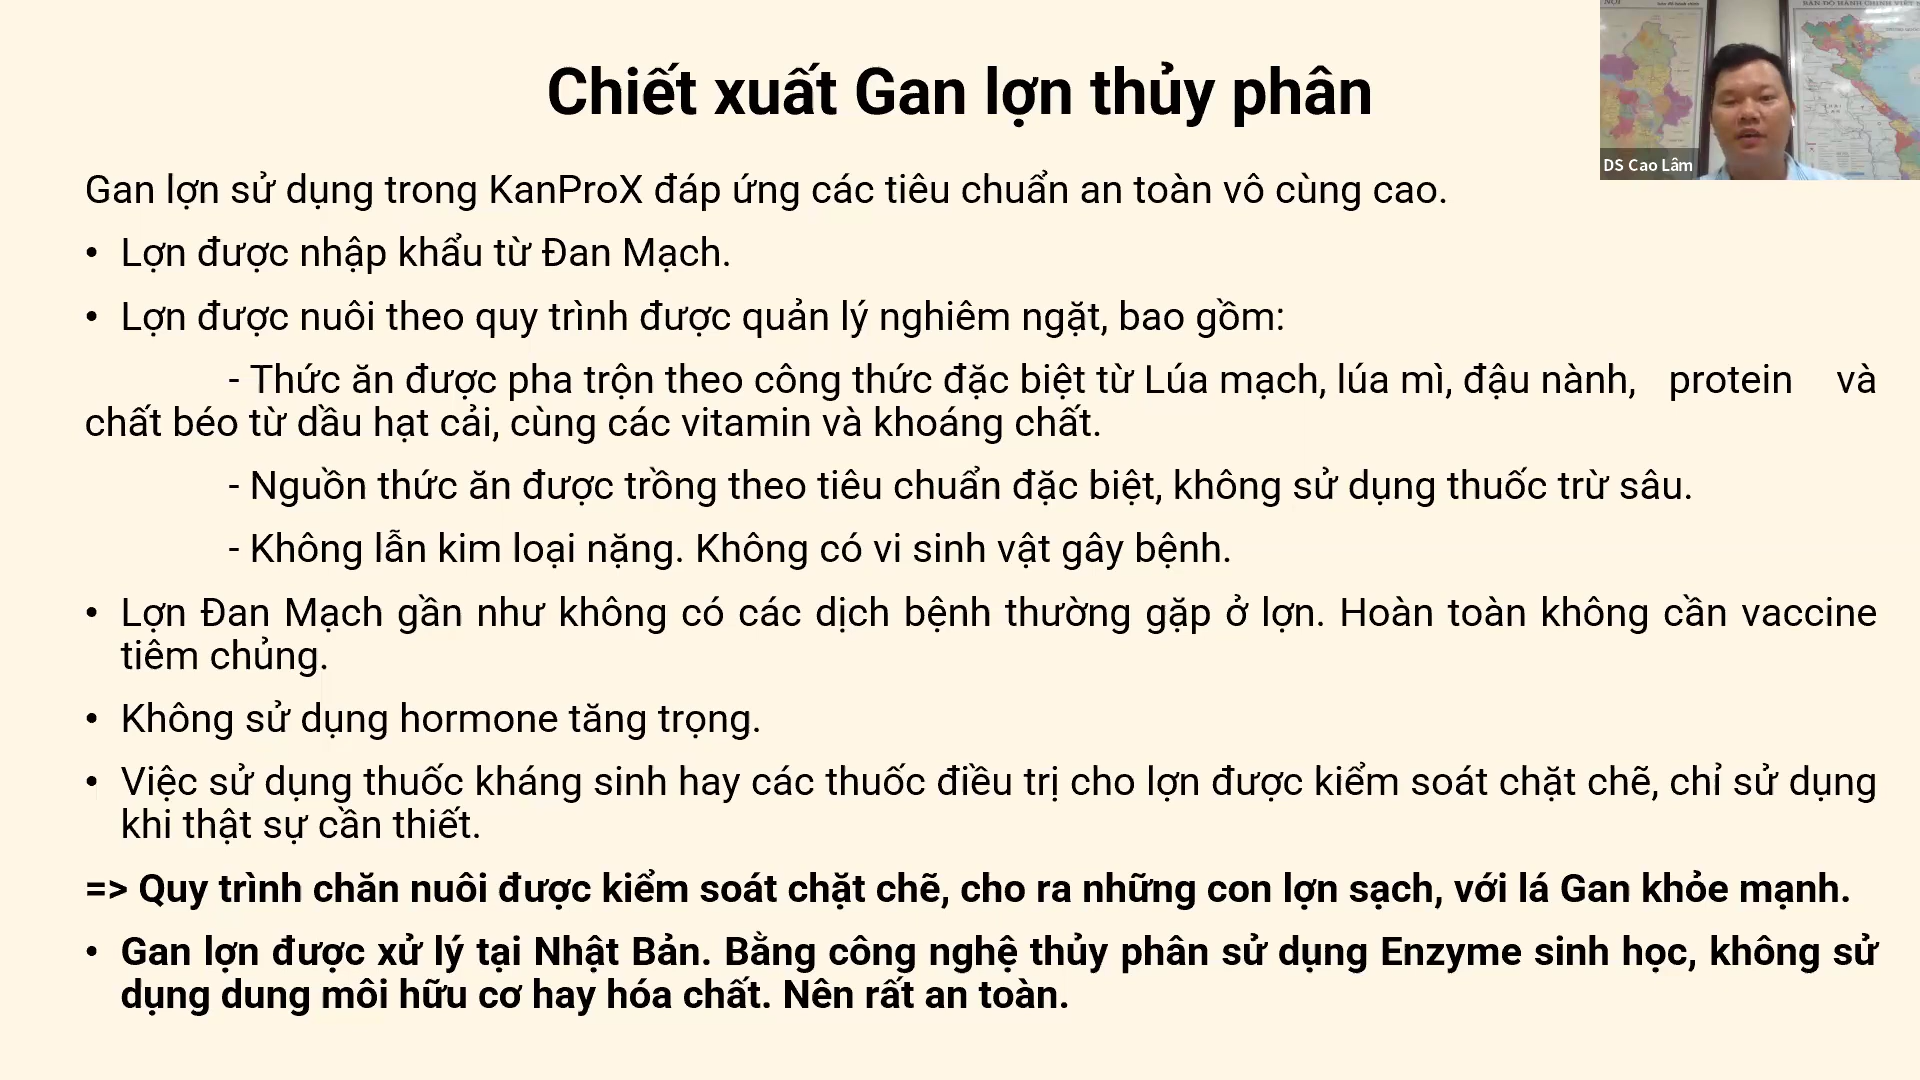 Chiết xuất Gan lợn thủy phân
Gan lợn sử dụng trong KanProX đáp ứng các tiêu chuẩn an toàn vô cùng cao.
• Lợn được nhập khẩu từ Đan Mạch.
• Lợn được nuôi theo quy trình được quản lý nghiêm ngặt, bao gồm:
- Thức ăn được pha trộn theo công thức đặc biệt từ Lúa mạch, lúa mì, đậu nành, protein và
chất béo từ dầu hạt cải, cùng các vitamin và khoáng chất.
- Nguồn thức ăn được trồng theo tiêu chuẩn đặc biệt, không sử dụng thuốc trừ sâu.
- Không lẫn kim loại nặng. Không có vi sinh vật gây bệnh.
• Lợn Đan Mạch gần như không có các dịch bệnh thường gặp ở lợn. Hoàn toàn không cần vaccine
tiêm chủng.
• Không sử dụng hormone tăng trọng.
• Việc sử dụng thuốc kháng sinh hay các thuốc điều trị cho lợn được kiểm soát chặt chẽ, chỉ sử dụng
khi thật sự cần thiết.
=> Quy trình chăn nuôi được kiểm soát chặt chẽ, cho ra những con lợn sạch, với lá Gan khỏe mạnh.
• Gan lợn được xử lý tại Nhật Bản. Bằng công nghệ thủy phân sử dụng Enzyme sinh học, không sử
dụng dung môi hữu cơ hay hóa chất. Nên rất an toàn.
BẢN ĐỒ HÀNH CHÍNH VIỆT
DS Cao Lâm